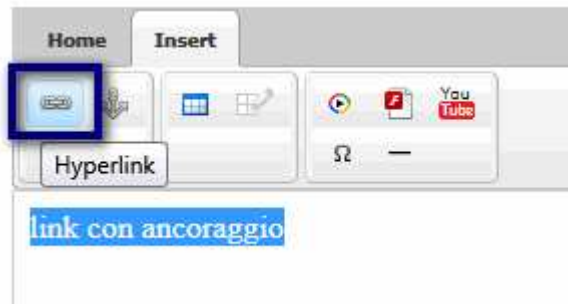 Home Insert
You
Tube
Ω —
Hyperlink
link con ancoraggio